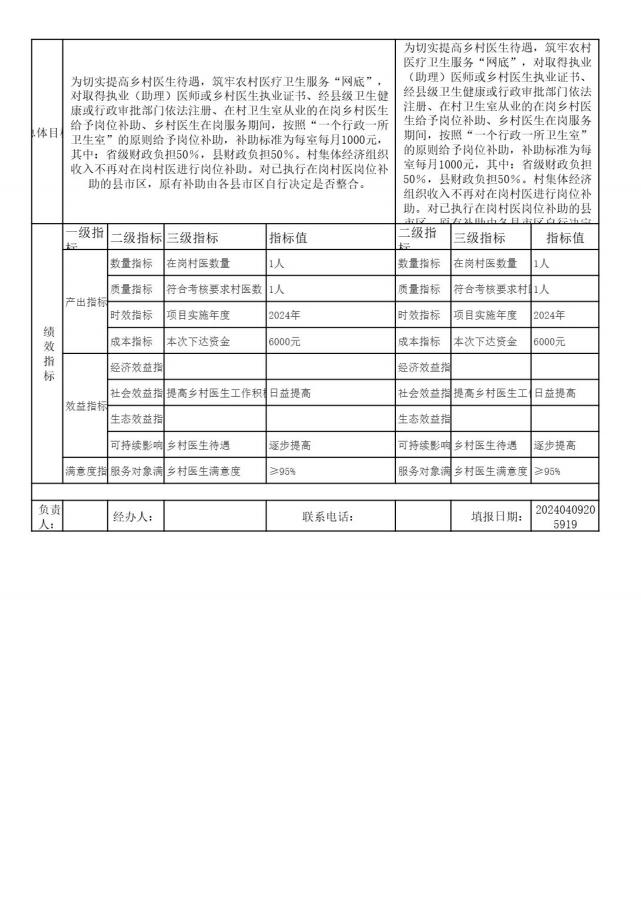 为切实提高乡村医生待遇，筑牢农村医疗卫生服务“网底”，
对取得执业（助理）医师或乡村医生执业证书、经县级卫生健
康或行政审批部门依法注册、在村卫生室从业的在岗乡村医生
给予岗位补助、乡村医生在岗服务期间，按照“一个行政一所
卫生室”的原则给予岗位补助，补助标准为每室每月1000元，
其中：省级财政负担50%，县财政负担50%。村集体经济组织
收入不再对在岗村医进行岗位补助。对已执行在岗村医岗位补
助的县市区，原有补助由各县市区自行决定是否整合。
为切实提高乡村医生待遇，筑牢农村
医疗卫生服务“网底”，对取得执业
（助理）医师或乡村医生执业证书、
经县级卫生健康或行政审批部门依法
注册、在村卫生室从业的在岗乡村医
生给予岗位补助、乡村医生在岗服务
期间，按照“一个行政一所卫生室”
的原则给予岗位补助，补助标准为每
室每月1000元，其中：省级财政负担
50%，县财政负担50%。村集体经济
组织收入不再对在岗村医进行岗位补
助。对已执行在岗村医岗位补助的县
市区，原有补助由各县市区自行决定
体目
绩效指标
一级指标 二级指标 三级指标 指标值 二级指标 三级指标 指标值
产出指标
数量指标 在岗村医数量 1人 数量指标 在岗村医数量 1人
质量指标 符合考核要求村医数 1人 质量指标 符合考核要求村 1人
时效指标 项目实施年度 2024年 时效指标 项目实施年度 2024年
成本指标 本次下达资金 6000元 成本指标 本次下达资金 6000元
效益指标
经济效益指 经济效益指
社会效益指 提高乡村医生工作积 日益提高 社会效益指 提高乡村医生工 日益提高
生态效益指 生态效益指
可持续影响 乡村医生待遇 逐步提高 可持续影响 乡村医生待遇 逐步提高
满意度指 服务对象满 乡村医生满意度 ≥95% 服务对象满 乡村医生满意度 ≥95%
负责人： 经办人： 联系电话： 填报日期： 2024040920
5919